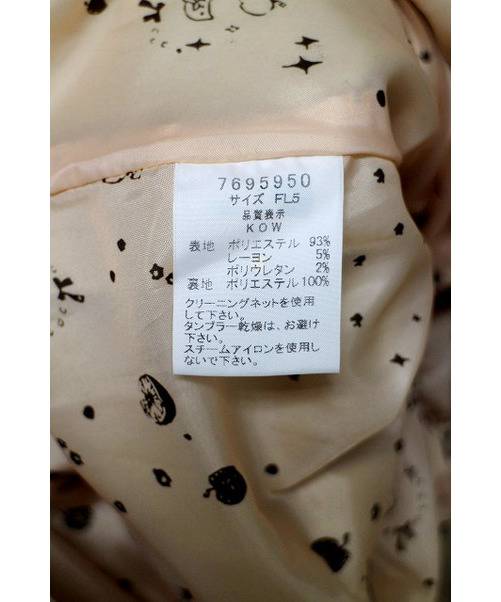 7695950
サイズ FL5
品質表示
KOW
表地 ポリエステル 93%
レーヨン 5%
ポリウレタン 2%
裏地 ポリエステル 100%
クリーニングネットを使用
して下さい。
タンブラー乾燥は、お避け
下さい。
スチームアイロンを使用し
ないで下さい。